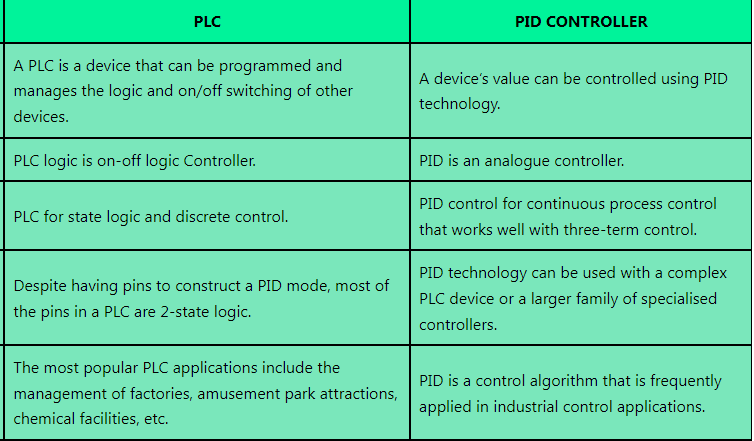 PLC
PID CONTROLLER
A PLC is a device that can be programmed and
manages the logic and on/off switching of other
devices.
A device's value can be controlled using PID
technology.
PLC logic is on-off logic Controller.
PID is an analogue controller.
PLC for state logic and discrete control.
PID control for continuous process control
that works well with three-term control.
Despite having pins to construct a PID mode, most of
the pins in a PLC are 2-state logic.
PID technology can be used with a complex
PLC device or a larger family of specialised
controllers.
The most popular PLC applications include the
management of factories, amusement park attractions,
chemical facilities, etc.
PID is a control algorithm that is frequently
applied in industrial control applications.